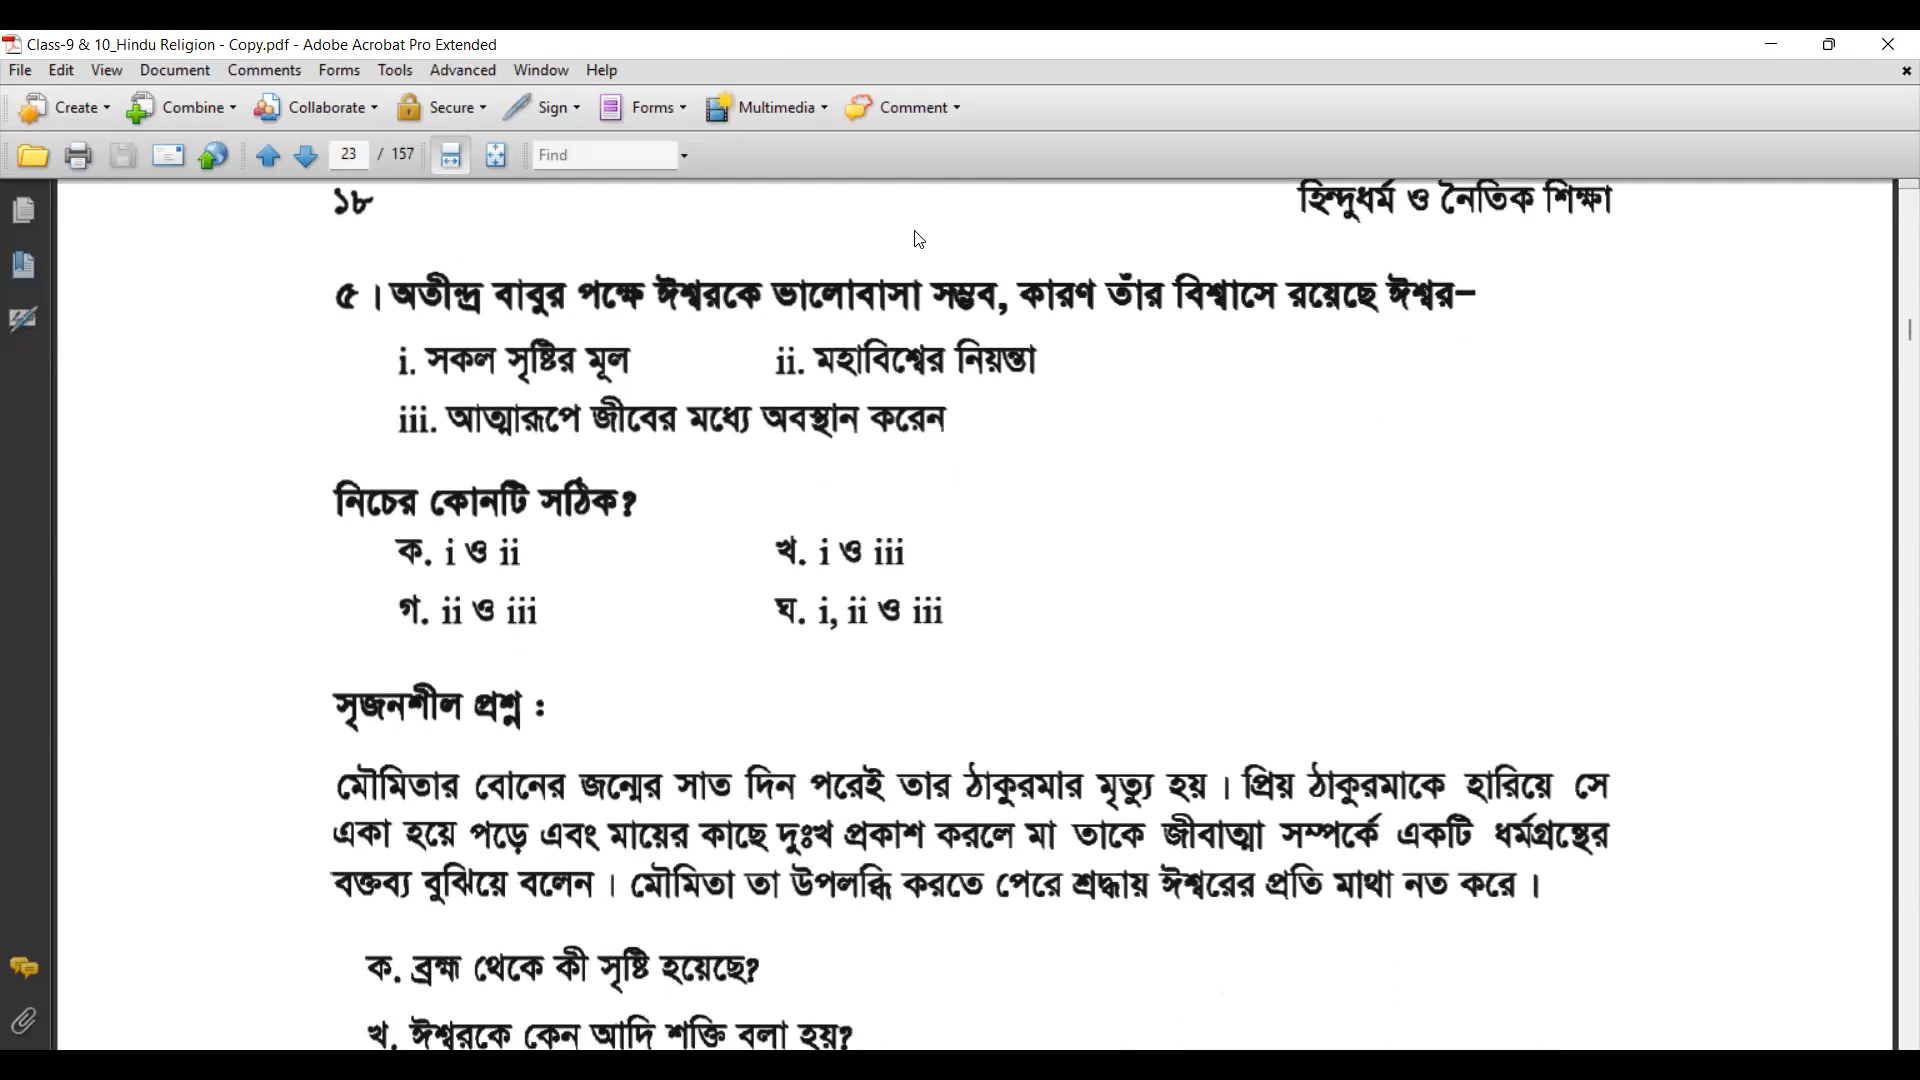 Class-9 & 10_Hindu Religion - Copy.pdf - Adobe Acrobat Pro Extended
File Edit View Document Comments Forms Tools Advanced Window Help
Create Combine Collaborate Secure Sign Forms Multimedia Comment
23 / 157 Find
১৮ হিন্দুধর্ম ও নৈতিক শিক্ষা
৫। অতীন্দ্র বাবুর পক্ষে ঈশ্বরকে ভালোবাসা সম্ভব, কারণ তাঁর বিশ্বাসে রয়েছে ঈশ্বর–
i. সকল সৃষ্টির মূল ii. মহাবিশ্বের নিয়ন্তা
iii. আত্মারূপে জীবের মধ্যে অবস্থান করেন
নিচের কোনটি সঠিক?
ক. i ও ii খ. i ও iii
গ. ii ও iii ঘ. i, ii ও iii
সৃজনশীল প্রশ্ন :
মৌমিতার বোনের জন্মের সাত দিন পরেই তার ঠাকুরমার মৃত্যু হয়। প্রিয় ঠাকুরমাকে হারিয়ে সে
একা হয়ে পড়ে এবং মায়ের কাছে দুঃখ প্রকাশ করলে মা তাকে জীবাত্মা সম্পর্কে একটি ধর্মগ্রন্থের
বক্তব্য বুঝিয়ে বলেন। মৌমিতা তা উপলব্ধি করতে পেরে শ্রদ্ধায় ঈশ্বরের প্রতি মাথা নত করে।
ক. ব্রহ্ম থেকে কী সৃষ্টি হয়েছে?
খ. ঈশ্বরকে কেন আদি শক্তি বলা হয়?